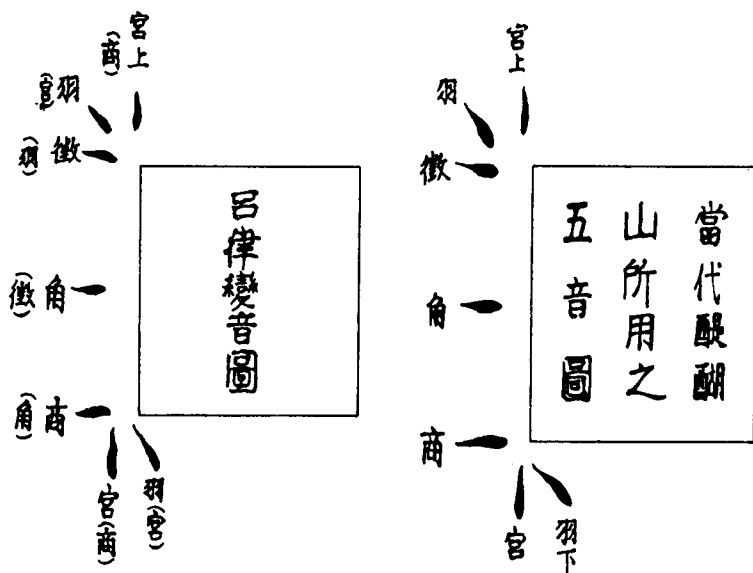 宮上
羽
徵
角
商
宮
羽下
當代醍醐
山所用之
五音圖
宮上
(商)
羽(宮)
徵(羽)
角(徵)
商(角)
宮(商)
羽(宮)
呂律變音圖